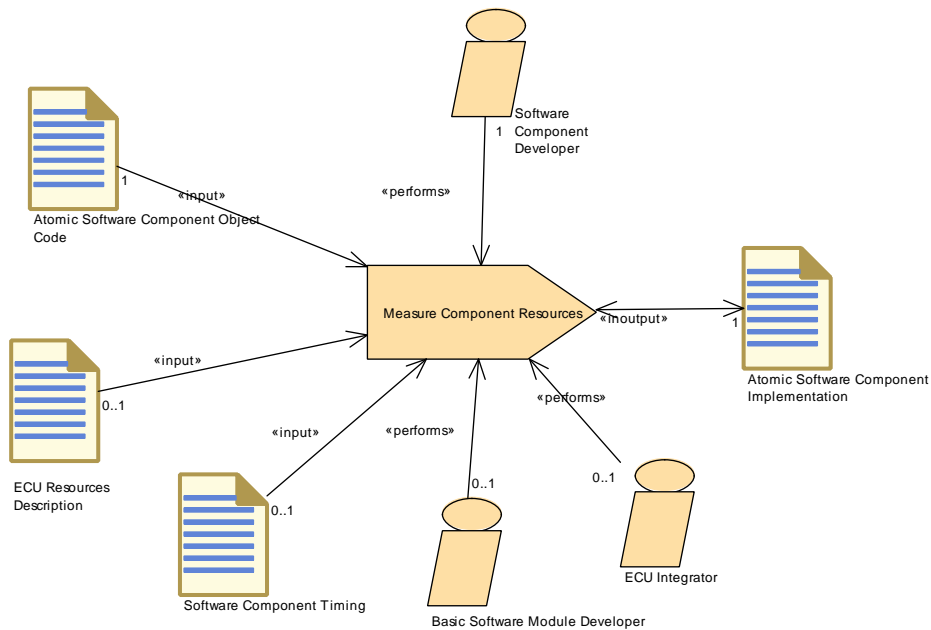 1
Software
Component
Developer
«performs»
1
«input»
Atomic Software Component Object
Code
Measure Component Resources
«inoutput»
1
Atomic Software Component
Implementation
«input»
0..1
ECU Resources
Description
«input»
0..1
Software Component Timing
«performs»
0..1
Basic Software Module Developer
«performs»
0..1
ECU Integrator